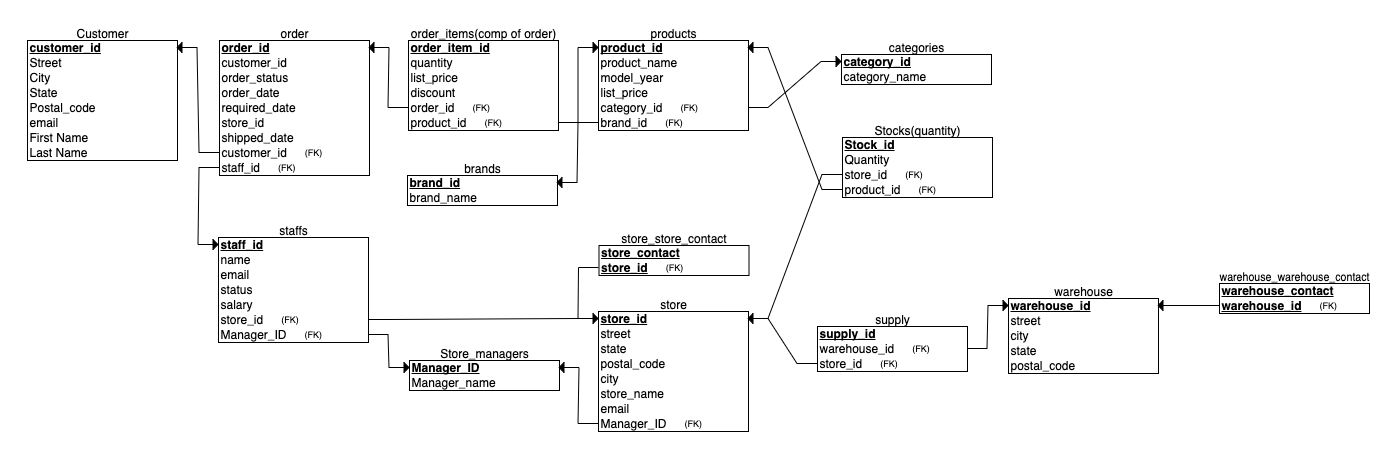 Customer
customer_id
Street
City
State
Postal_code
email
First Name
Last Name
order
order_id
customer_id
order_status
order_date
required_date
store_id
shipped_date
customer_id (FK)
staff_id (FK)
order_items(comp of order)
order_item_id
quantity
list_price
discount
order_id (FK)
product_id (FK)
products
product_id
product_name
model_year
list_price
category_id (FK)
brand_id (FK)
categories
category_id
category_name
Stocks(quantity)
Stock_id
Quantity
store_id (FK)
product_id (FK)
brands
brand_id
brand_name
staffs
staff_id
name
email
status
salary
store_id (FK)
Manager_ID (FK)
store_store_contact
store_contact
store_id (FK)
store
store_id
street
state
postal_code
city
store_name
email
Manager_ID (FK)
Store_managers
Manager_ID
Manager_name
supply
supply_id
warehouse_id (FK)
store_id (FK)
warehouse
warehouse_id
street
city
state
postal_code
warehouse_warehouse_contact
warehouse_contact
warehouse_id (FK)